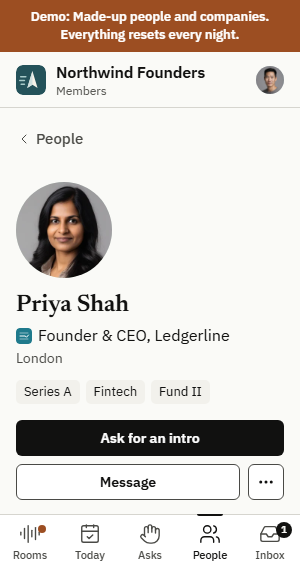 Demo: Made-up people and companies.
Everything resets every night.
Northwind Founders
Members
People
Priya Shah
Founder & CEO, Ledgerline
London
Series A
Fintech
Fund II
Ask for an intro
Message
Rooms
Today
Asks
People
1
Inbox